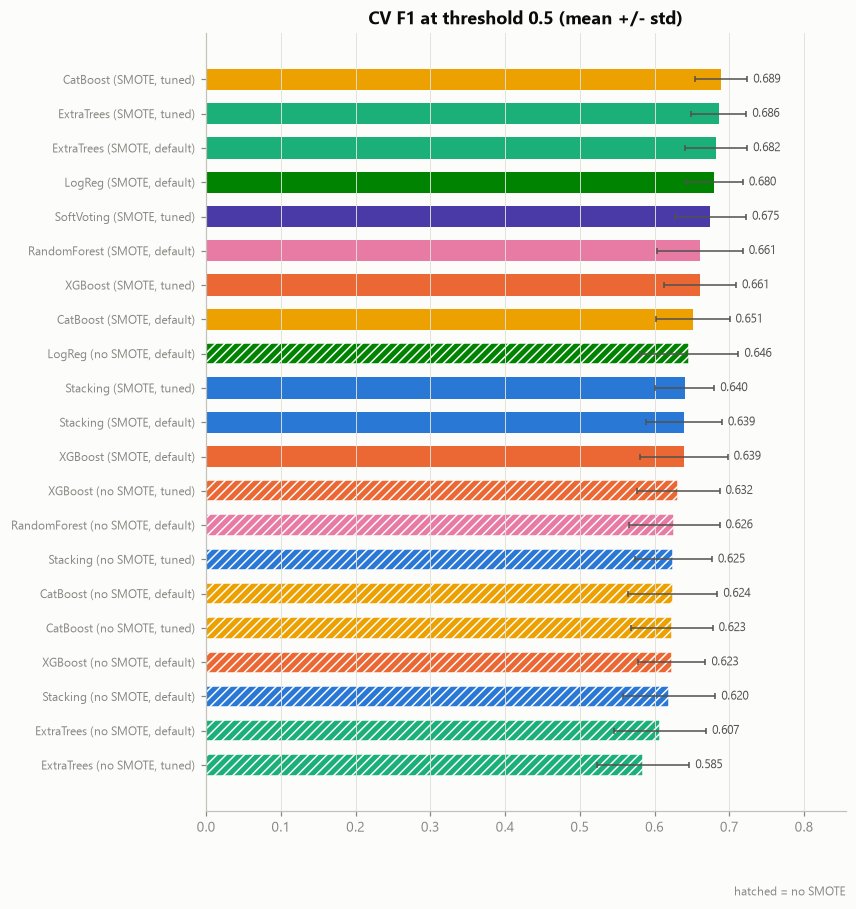 CV F1 at threshold 0.5 (mean +/- std)
CatBoost (SMOTE, tuned) 0.689
ExtraTrees (SMOTE, tuned) 0.686
ExtraTrees (SMOTE, default) 0.682
LogReg (SMOTE, default) 0.680
SoftVoting (SMOTE, tuned) 0.675
RandomForest (SMOTE, default) 0.661
XGBoost (SMOTE, tuned) 0.661
CatBoost (SMOTE, default) 0.651
LogReg (no SMOTE, default) 0.646
Stacking (SMOTE, tuned) 0.640
Stacking (SMOTE, default) 0.639
XGBoost (SMOTE, default) 0.639
XGBoost (no SMOTE, tuned) 0.632
RandomForest (no SMOTE, default) 0.626
Stacking (no SMOTE, tuned) 0.625
CatBoost (no SMOTE, default) 0.624
CatBoost (no SMOTE, tuned) 0.623
XGBoost (no SMOTE, default) 0.623
Stacking (no SMOTE, default) 0.620
ExtraTrees (no SMOTE, default) 0.607
ExtraTrees (no SMOTE, tuned) 0.585
0.0 0.1 0.2 0.3 0.4 0.5 0.6 0.7 0.8
hatched = no SMOTE